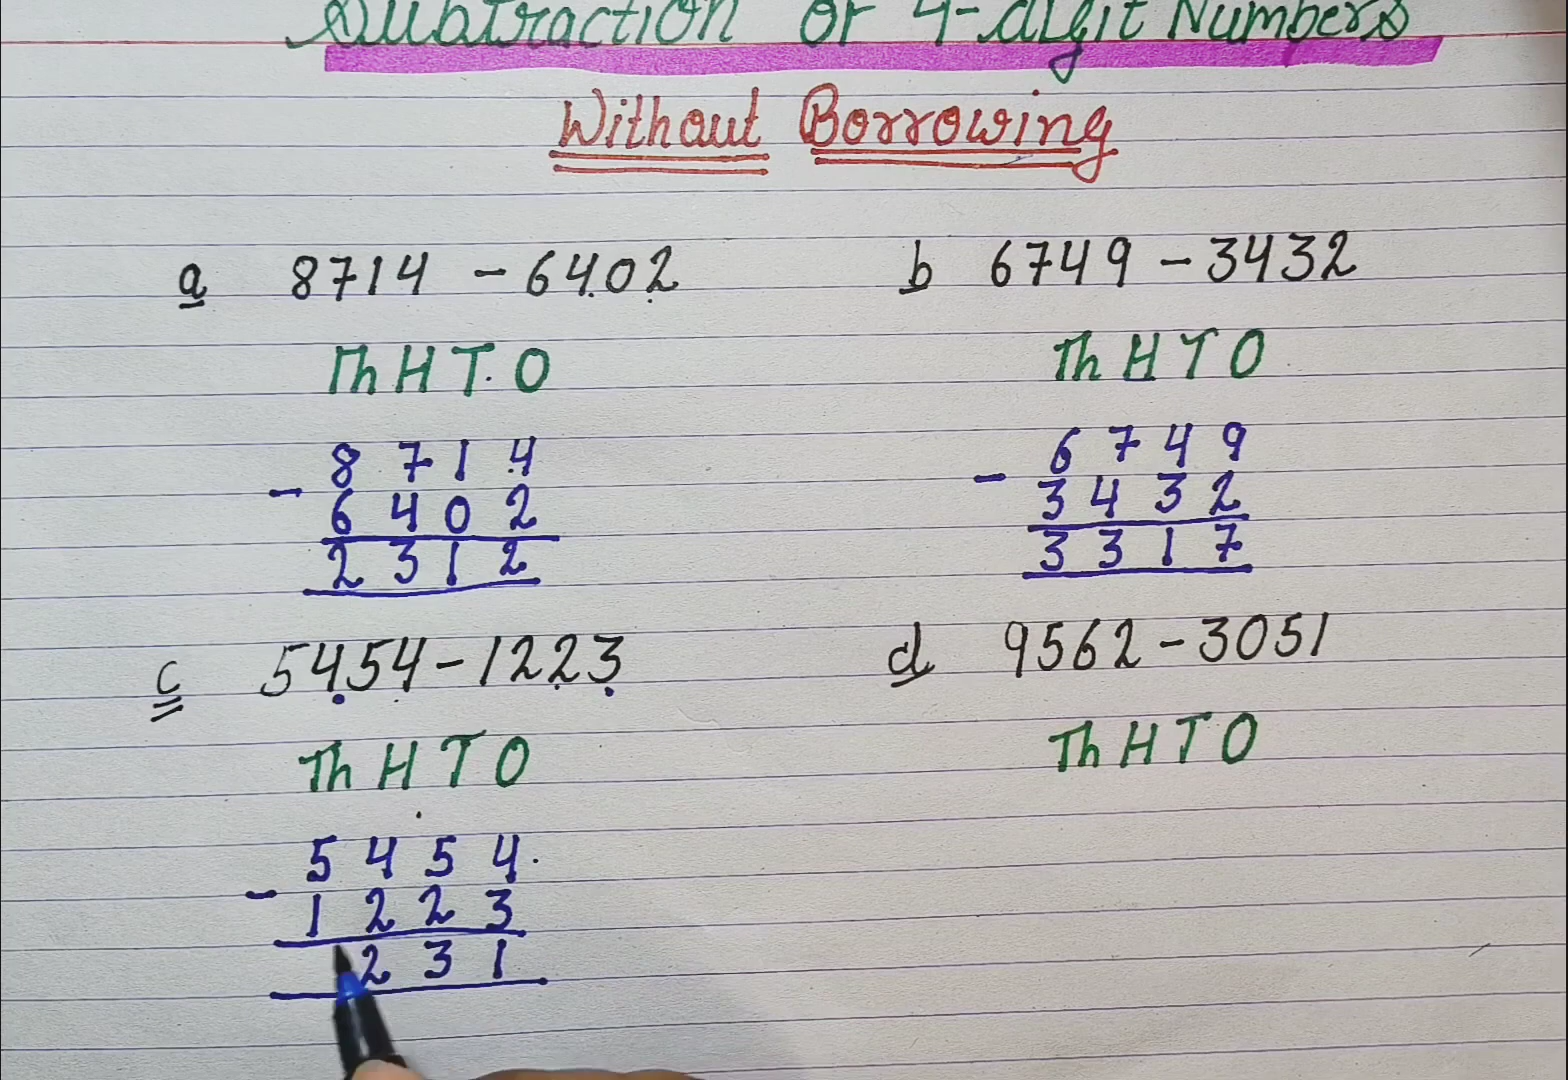 Subtraction of 4-digit Numbers
Without Borrowing
a 8714 - 6402
b 6749 - 3432
Th H T O
Th H T O
8 7 1 4
- 6 4 0 2
2 3 1 2
6 7 4 9
- 3 4 3 2
3 3 1 7
c 5454 - 1223
d 9562 - 3051
Th H T O
Th H T O
5 4 5 4
- 1 2 2 3
2 3 1